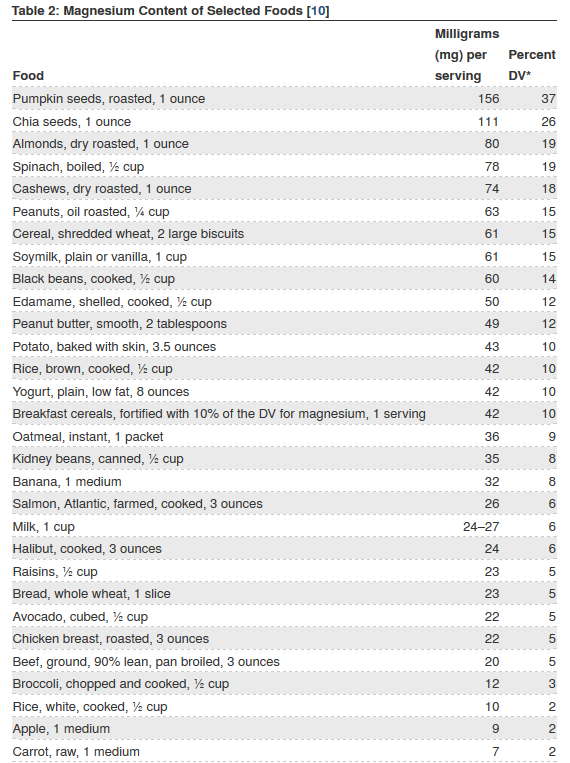 Table 2: Magnesium Content of Selected Foods [10]
Milligrams
(mg) per Percent
Food serving DV*
Pumpkin seeds, roasted, 1 ounce 156 37
Chia seeds, 1 ounce 111 26
Almonds, dry roasted, 1 ounce 80 19
Spinach, boiled, ½ cup 78 19
Cashews, dry roasted, 1 ounce 74 18
Peanuts, oil roasted, ¼ cup 63 15
Cereal, shredded wheat, 2 large biscuits 61 15
Soymilk, plain or vanilla, 1 cup 61 15
Black beans, cooked, ½ cup 60 14
Edamame, shelled, cooked, ½ cup 50 12
Peanut butter, smooth, 2 tablespoons 49 12
Potato, baked with skin, 3.5 ounces 43 10
Rice, brown, cooked, ½ cup 42 10
Yogurt, plain, low fat, 8 ounces 42 10
Breakfast cereals, fortified with 10% of the DV for magnesium, 1 serving 42 10
Oatmeal, instant, 1 packet 36 9
Kidney beans, canned, ½ cup 35 8
Banana, 1 medium 32 8
Salmon, Atlantic, farmed, cooked, 3 ounces 26 6
Milk, 1 cup 24–27 6
Halibut, cooked, 3 ounces 24 6
Raisins, ½ cup 23 5
Bread, whole wheat, 1 slice 23 5
Avocado, cubed, ½ cup 22 5
Chicken breast, roasted, 3 ounces 22 5
Beef, ground, 90% lean, pan broiled, 3 ounces 20 5
Broccoli, chopped and cooked, ½ cup 12 3
Rice, white, cooked, ½ cup 10 2
Apple, 1 medium 9 2
Carrot, raw, 1 medium 7 2